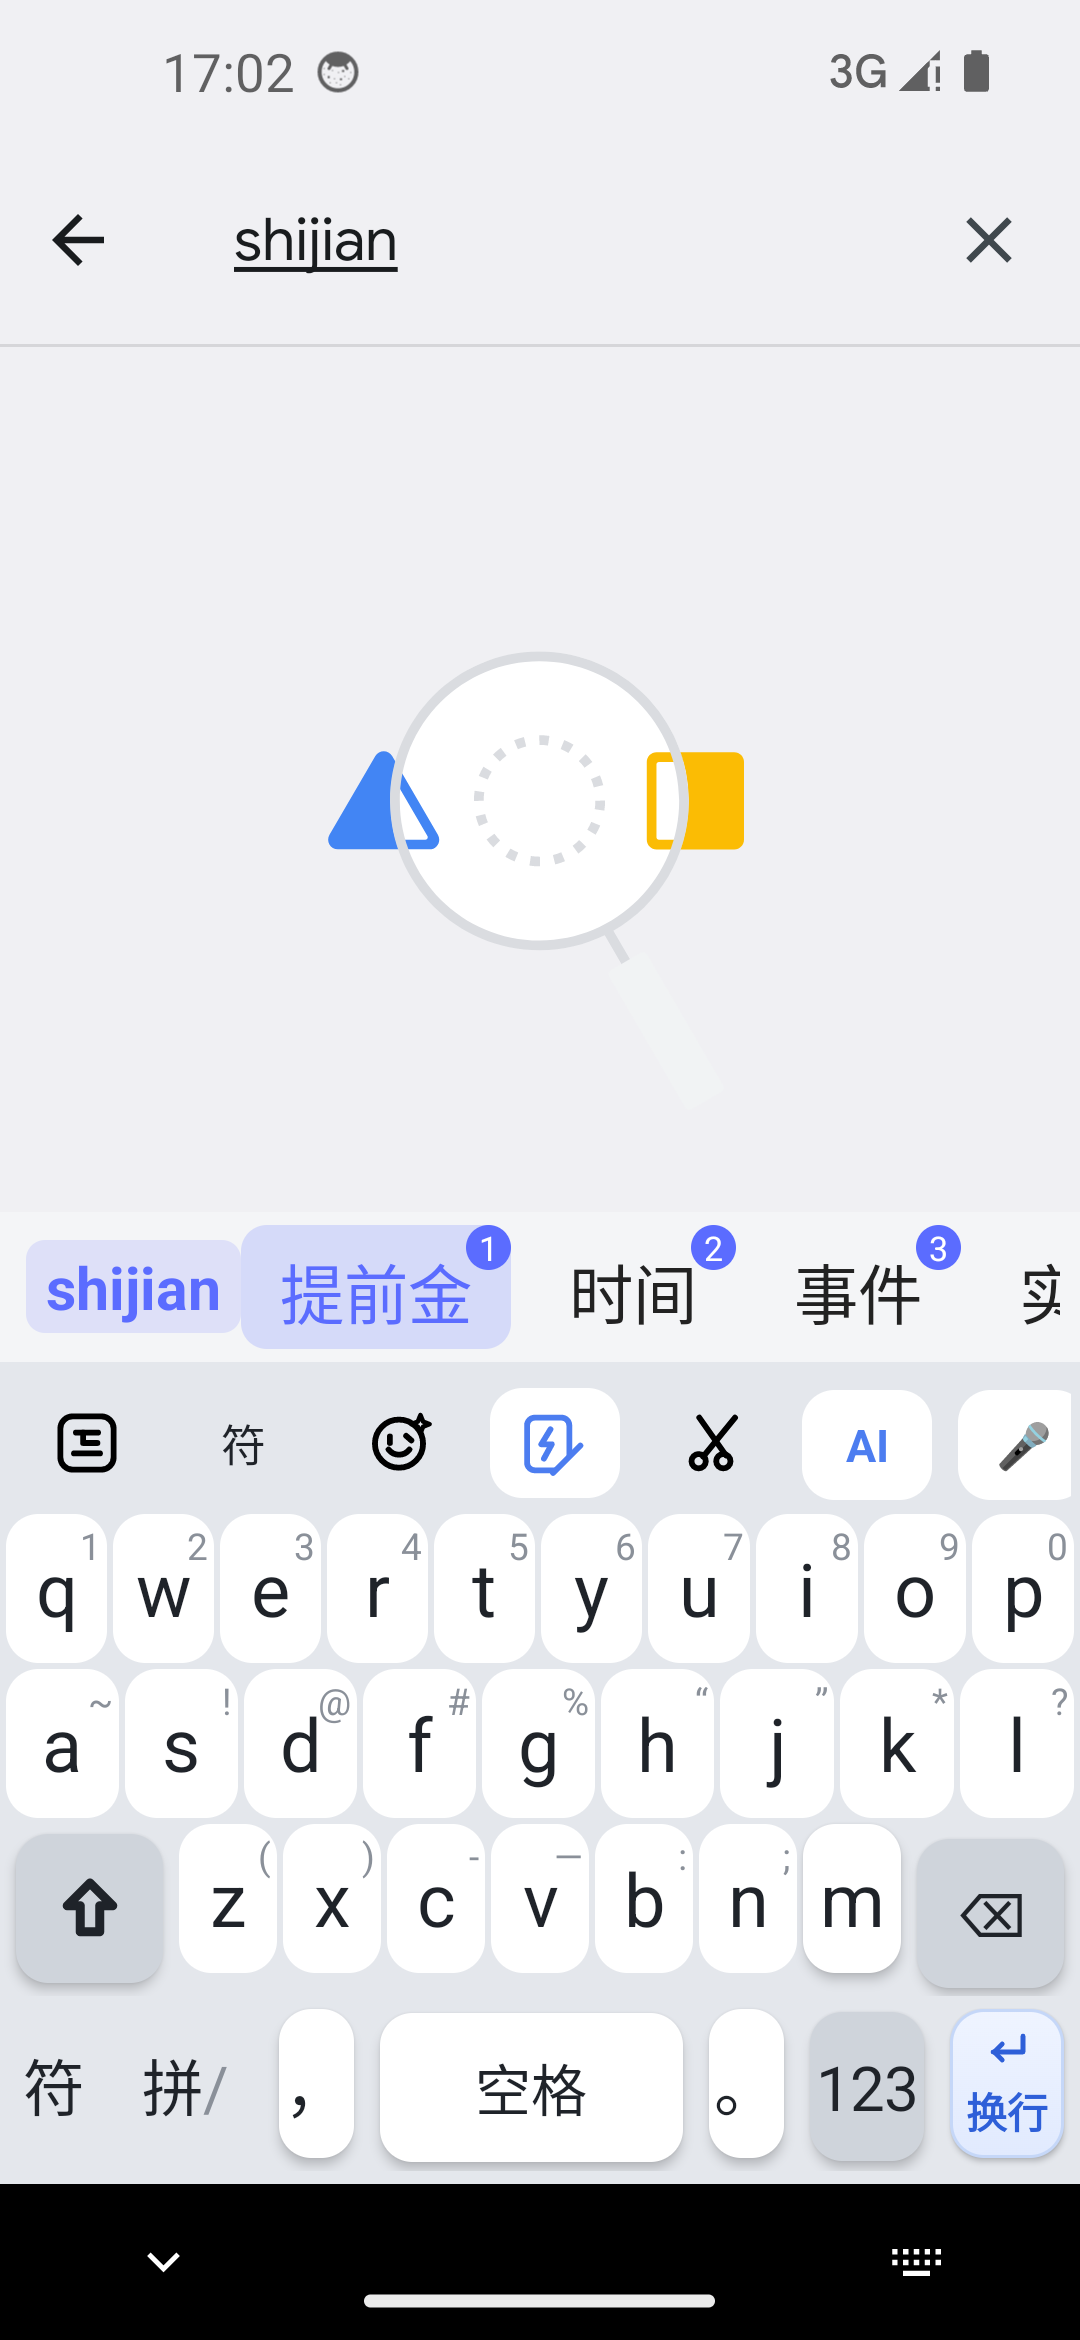 17:02 3G
shijian
shijian 提前金 1 时间 2 事件 3 实
符 AI
q 1 w 2 e 3 r 4 t 5 y 6 u 7 i 8 o 9 p 0
a ~ s ! d @ f # g % h “ j ” k * l ?
z ( x ) c - v — b : n ; m
符 拼/ ， 空格 。 123 换行